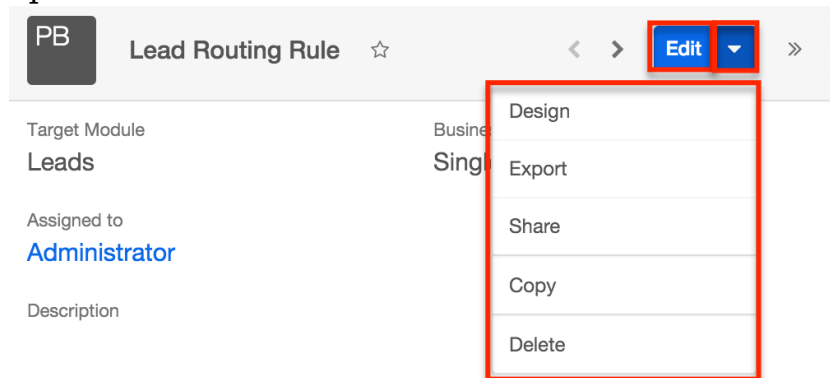 PB
Lead Routing Rule
Edit
Target Module
Leads
Design
Export
Share
Copy
Delete
Assigned to
Administrator
Description